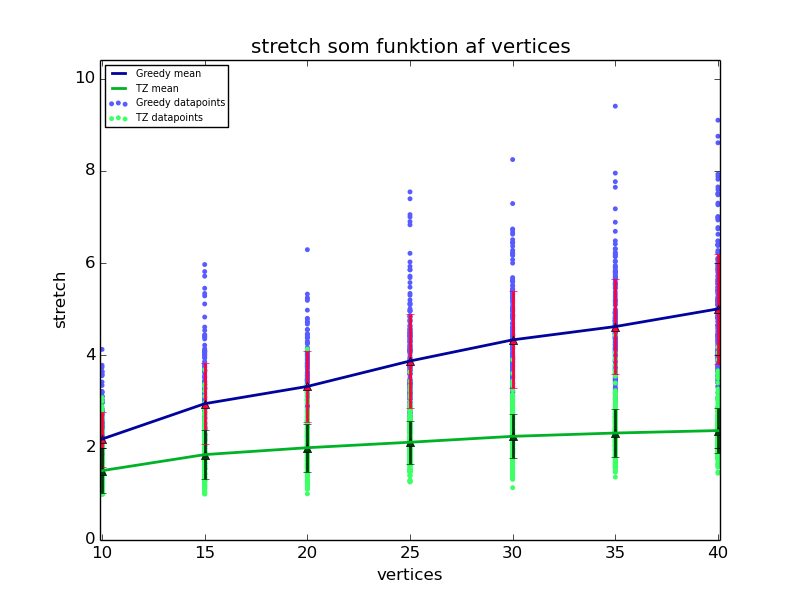 stretch som funktion af vertices
Greedy mean
TZ mean
Greedy datapoints
TZ datapoints
10
8
6
4
2
0
stretch
10 15 20 25 30 35 40
vertices